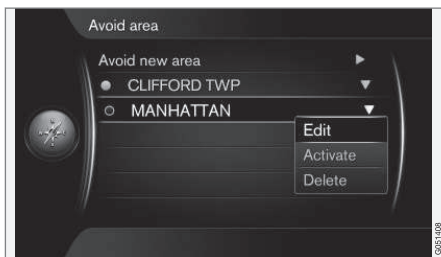 Avoid area
Avoid new area
CLIFFORD TWP
MANHATTAN
Edit
Activate
Delete
G051408